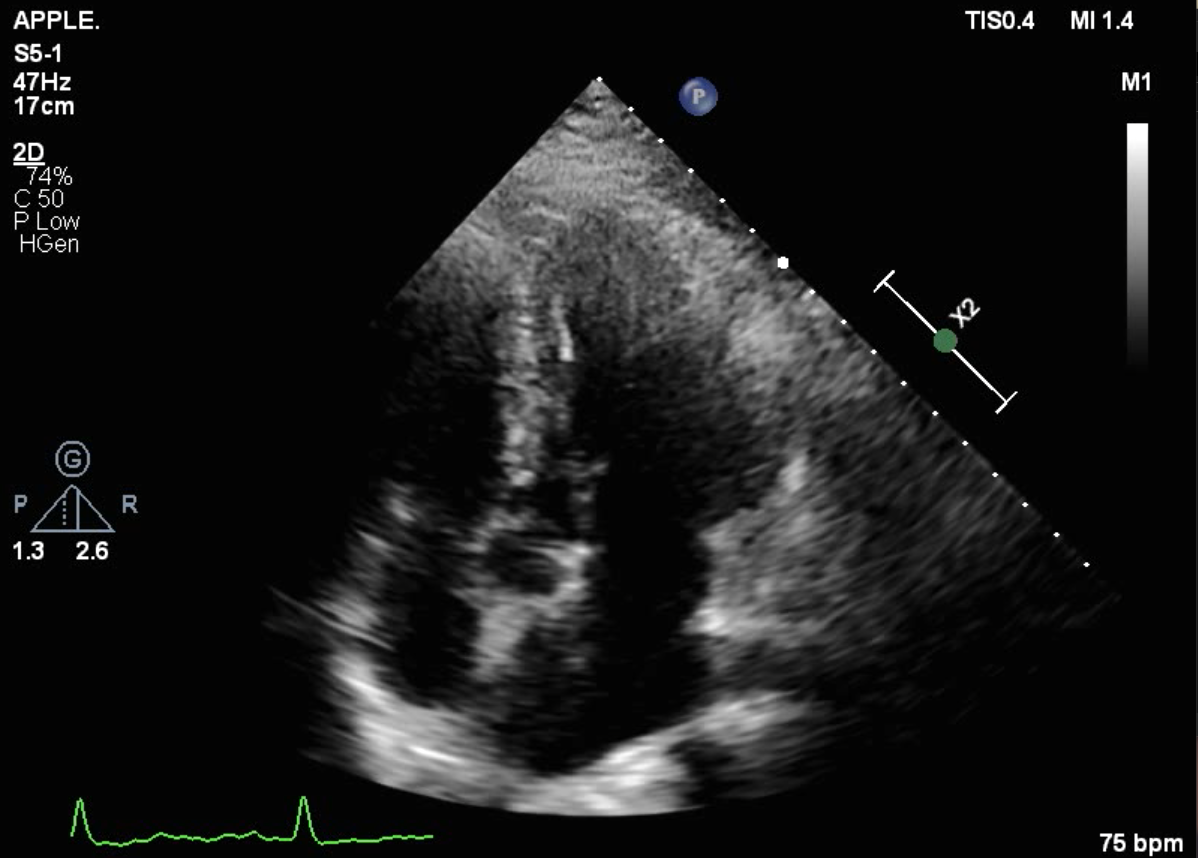 APPLE.
S5-1
47Hz
17cm
2D
74%
C 50
P Low
HGen
TIS0.4 MI 1.4
M1
P
X2
G
P R
1.3 2.6
75 bpm